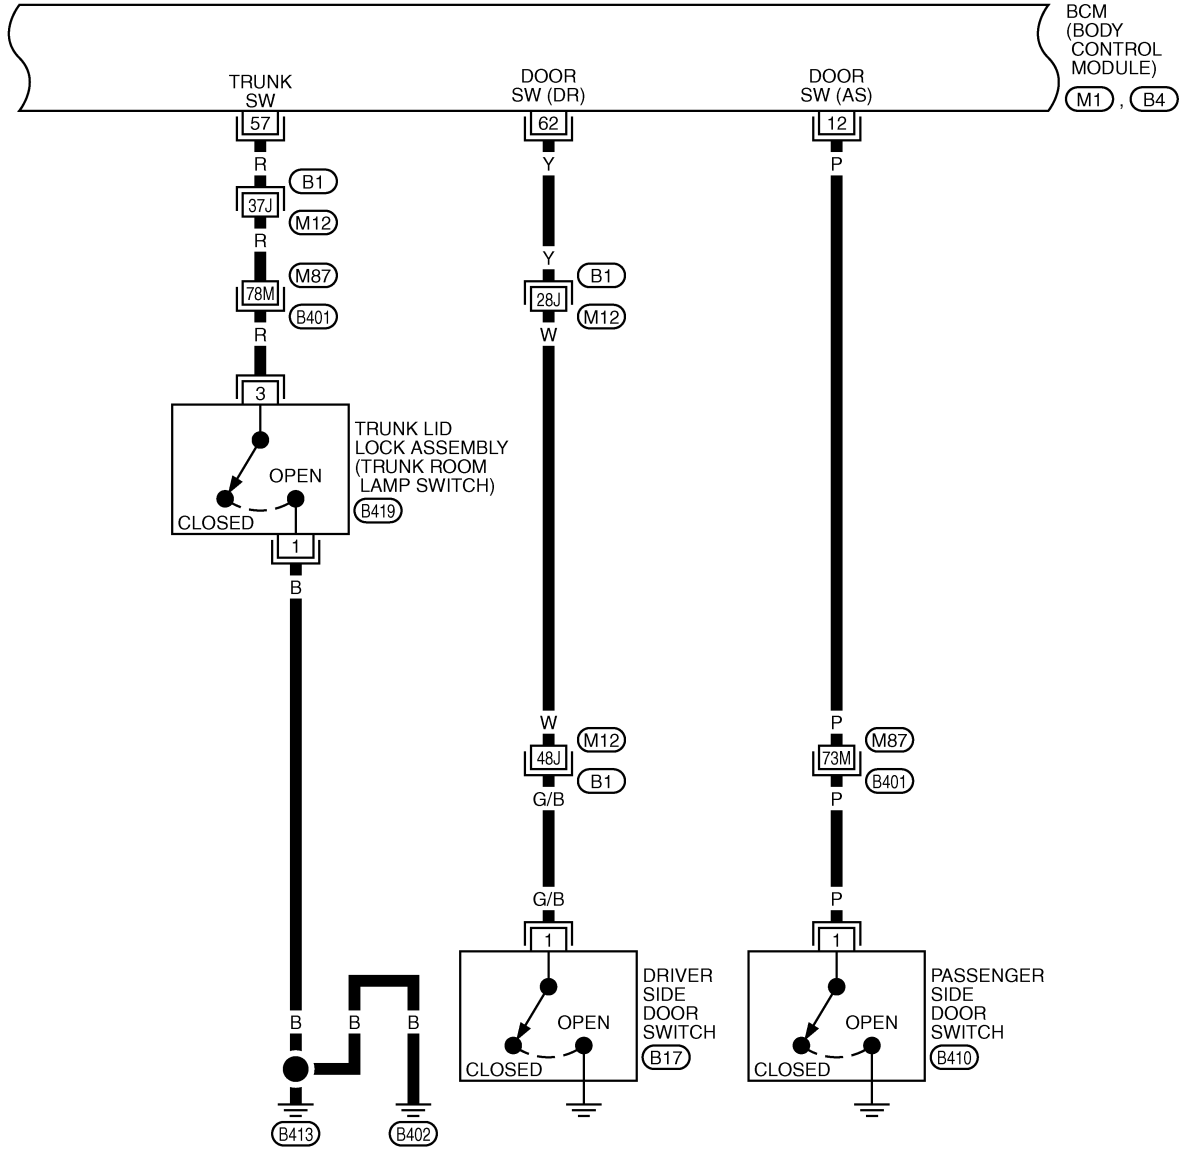 BCM
(BODY
CONTROL
MODULE)
M1 , B4
TRUNK
SW
DOOR
SW (DR)
DOOR
SW (AS)
57
62
12
R
Y
P
B1
37J
M12
R
Y
M87
B1
78M
28J
B401
M12
R
W
3
TRUNK LID
LOCK ASSEMBLY
(TRUNK ROOM
LAMP SWITCH)
B419
OPEN
CLOSED
1
B
W
P
M12
M87
48J
73M
B1
B401
G/B
P
G/B
P
1
1
DRIVER
SIDE
DOOR
SWITCH
B17
OPEN
CLOSED
PASSENGER
SIDE
DOOR
SWITCH
B410
OPEN
CLOSED
B
B
B
B413
B402